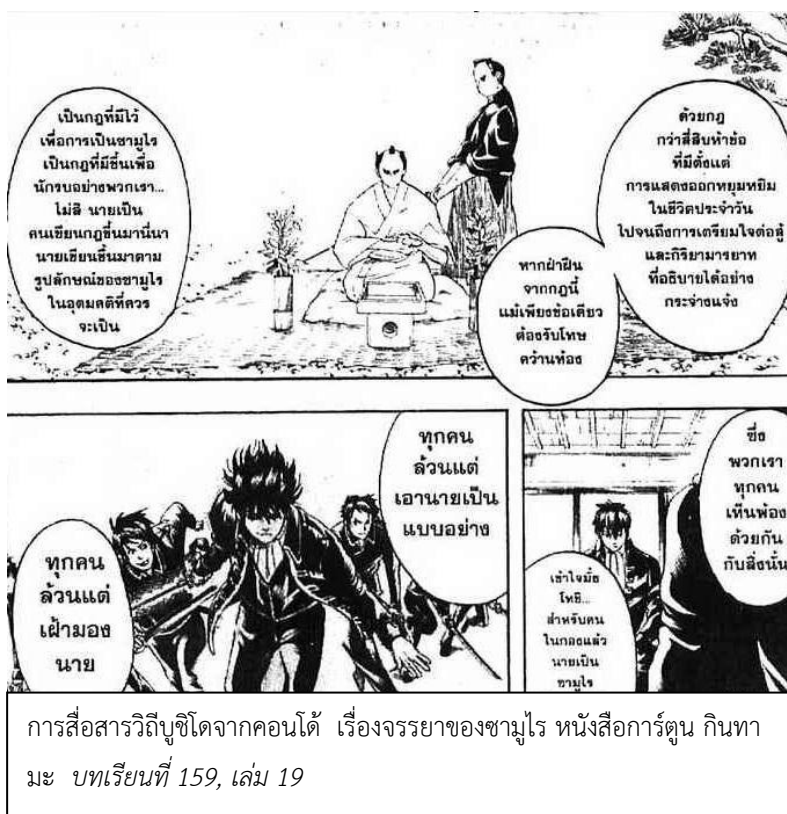 ด้วยกฎ
กว่าสี่สิบห้าข้อ
ที่มีตั้งแต่
การแสดงออกหยุมหยิม
ในชีวิตประจำวัน
ไปจนถึงการเตรียมใจต่อสู้
และกิริยามารยาท
ที่อธิบายได้อย่าง
กระจ่างแจ้ง
หากฝ่าฝืน
จากกฎนี้
แม้เพียงข้อเดียว
ต้องรับโทษ
คว้านท้อง
เป็นกฎที่มีไว้
เพื่อการเป็นซามูไร
เป็นกฎที่มีขึ้นเพื่อ
นักรบอย่างพวกเรา...
ไม่สิ นายเป็น
คนเขียนกฎขึ้นมานี่นา
นายเขียนขึ้นมาตาม
รูปลักษณ์ของซามูไร
ในอุดมคติที่ควร
จะเป็น
ซึ่ง
พวกเรา
ทุกคน
เห็นพ้อง
ด้วยกัน
กับสิ่งนั้น
เข้าใจมั้ย
โทชิ...
สำหรับคน
ในกองแล้ว
นายเป็น
ซามูไร
ทุกคน
ล้วนแต่
เอานายเป็น
แบบอย่าง
ทุกคน
ล้วนแต่
เฝ้ามอง
นาย
การสื่อสารวิถีบูชิโดจากคอนโด้ เรื่องจรรยาของซามูไร หนังสือการ์ตูน กินทา
มะ บทเรียนที่ 159, เล่ม 19